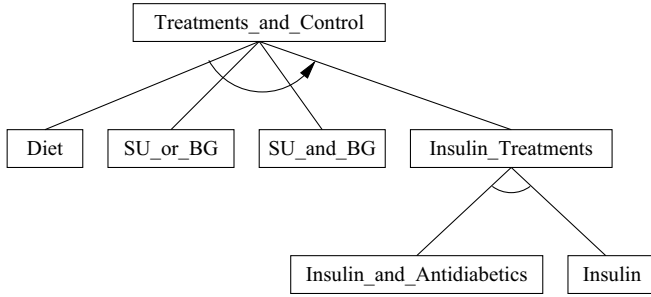 Treatments_and_Control
Diet
SU_or_BG
SU_and_BG
Insulin_Treatments
Insulin_and_Antidiabetics
Insulin